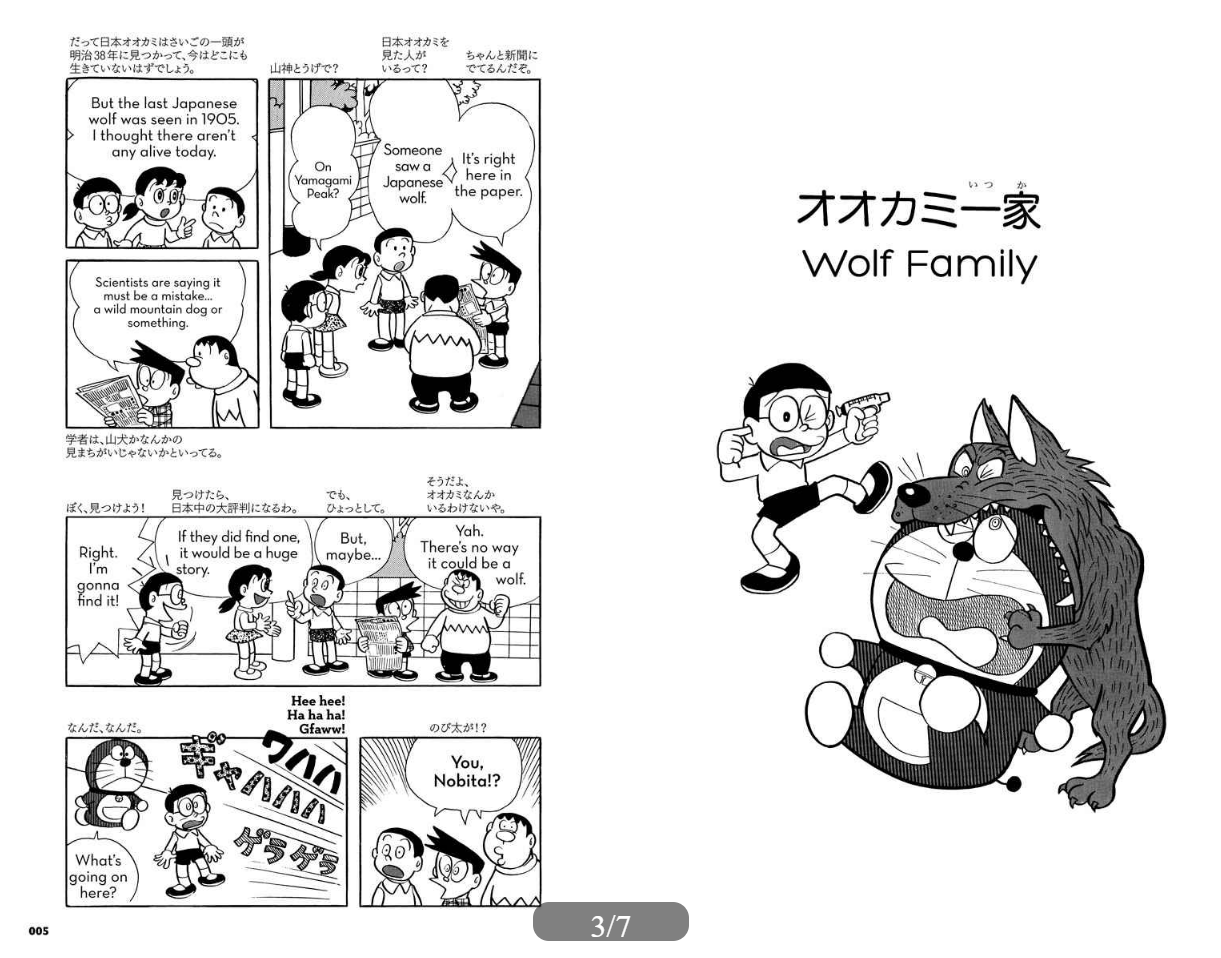 いつ か
オオカミ一家
Wolf Family
ちゃんと新聞に
でてるんだぞ。
It's right
here in
the paper.
日本オオカミを
見た人が
いるって?
Someone
saw a
Japanese
wolf.
山神とうげで?
On
Yamagami
Peak?
だって日本オオカミはさいごの一頭が
明治38年に見つかって、今はどこにも
生きていないはずでしょう。
But the last Japanese
wolf was seen in 1905.
I thought there aren't
any alive today.
Scientists are saying it
must be a mistake...
a wild mountain dog or
something.
学者は、山犬かなんかの
見まちがいじゃないかといってる。
そうだよ、
オオカミなんか
いるわけないや。
Yah.
There's no way
it could be a
wolf.
でも、
ひょっとして。
But,
maybe...
見つけたら、
日本中の大評判になるわ。
If they did find one,
it would be a huge
story.
ぼく、見つけよう!
Right.
I'm
gonna
find it!
のび太が!?
You,
Nobita!?
Hee hee!
Ha ha ha!
Gfaww!
ワハハハ
ギャハハハハ
ゲラゲラ
なんだ、なんだ。
What's
going on
here?
005
3/7